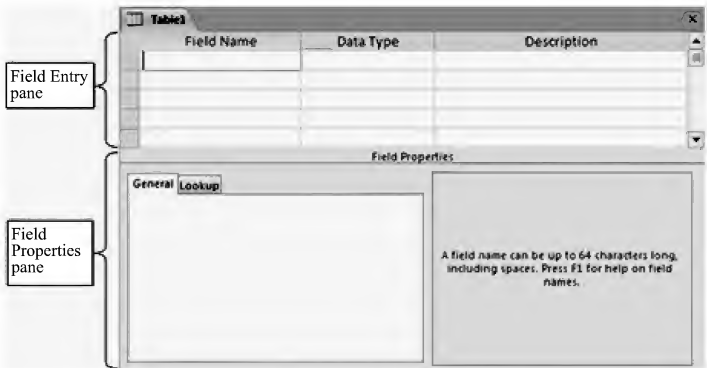 Table1
Field Name Data Type Description
Field Entry
pane
Field Properties
General Lookup
Field
Properties
pane
A field name can be up to 64 characters long,
including spaces. Press F1 for help on field
names.